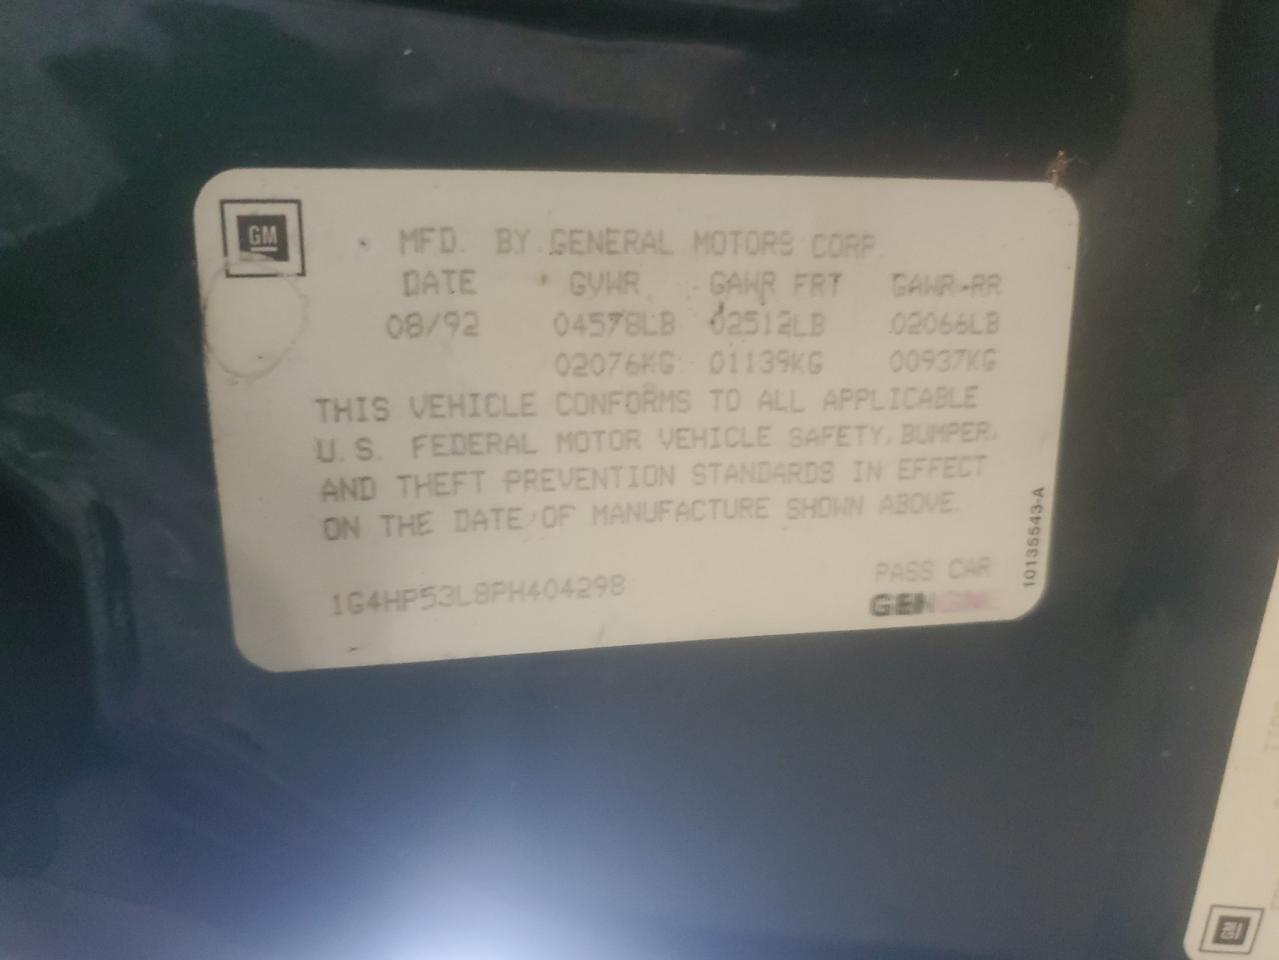 GM
MFD. BY GENERAL MOTORS CORP.
DATE GVWR GAWR FRT GAWR RR
08/92 04578LB 02512LB 02066LB
02076KG 01139KG 00937KG
THIS VEHICLE CONFORMS TO ALL APPLICABLE
U.S. FEDERAL MOTOR VEHICLE SAFETY, BUMPER,
AND THEFT PREVENTION STANDARDS IN EFFECT
ON THE DATE OF MANUFACTURE SHOWN ABOVE.
1G4HP53L8PH404298
PASS CAR
10135543-A
GM